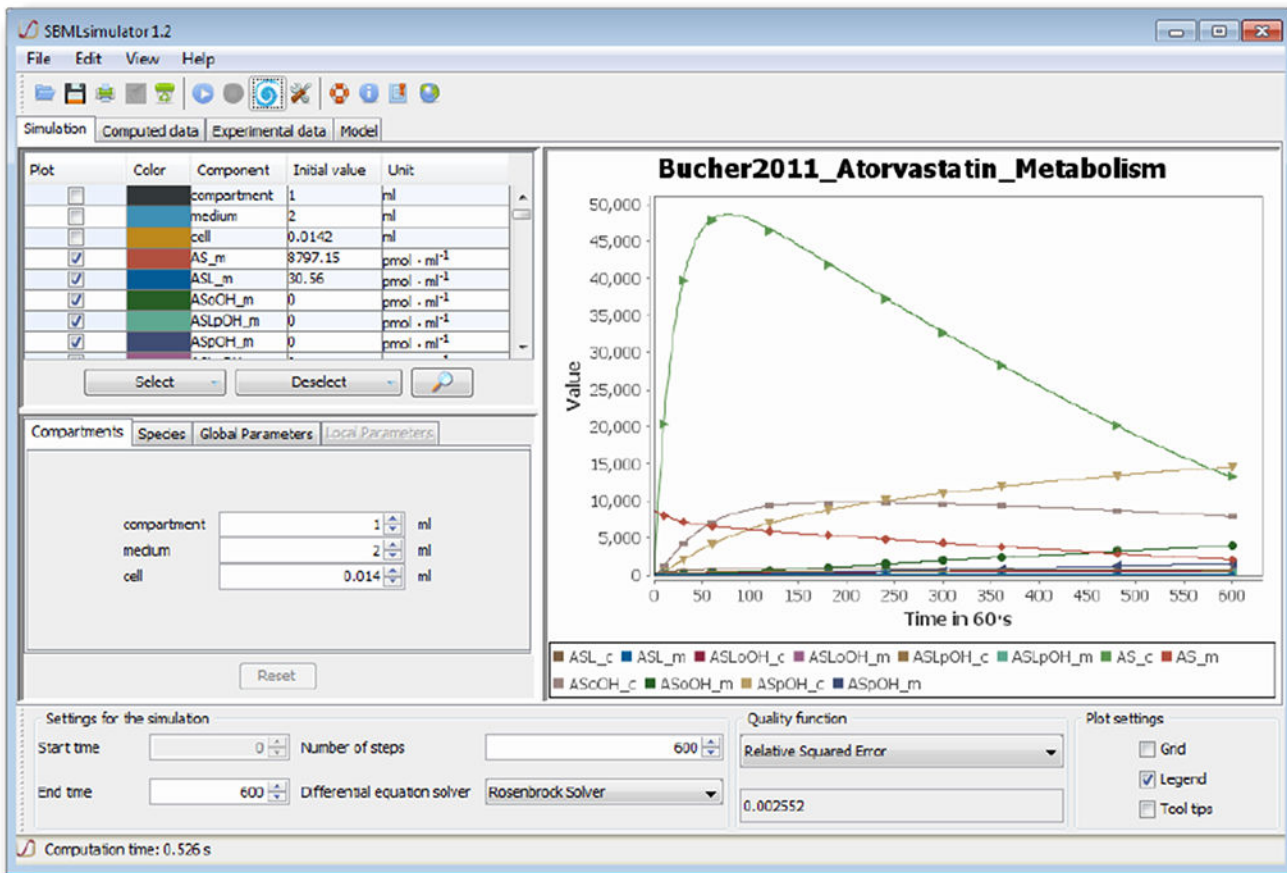 SBMLsimulator 1.2
File Edit View Help
Simulation Computed data Experimental data Model
Plot Color Component Initial value Unit
compartment 1 ml
medium 2 ml
cell 0.0142 ml
AS_m 8797.15 pmol · ml⁻¹
ASL_m 30.56 pmol · ml⁻¹
ASoOH_m 0 pmol · ml⁻¹
ASLpOH_m 0 pmol · ml⁻¹
ASpOH_m 0 pmol · ml⁻¹
Select Deselect
Compartments Species Global Parameters Local Parameters
compartment 1 ml
medium 2 ml
cell 0.014 ml
Reset
Bucher2011_Atorvastatin_Metabolism
50,000
45,000
40,000
35,000
30,000
25,000
20,000
15,000
10,000
5,000
0
Value
0 50 100 150 200 250 300 350 400 450 500 550 600
Time in 60·s
ASL_c ASL_m ASLoOH_c ASLoOH_m ASLpOH_c ASLpOH_m AS_c AS_m
ASoOH_c ASoOH_m ASpOH_c ASpOH_m
Settings for the simulation
Start time 0 Number of steps 600
End time 600 Differential equation solver Rosenbrock Solver
Quality function
Relative Squared Error
0.002552
Plot settings
Grid
Legend
Tool tips
Computation time: 0.526 s